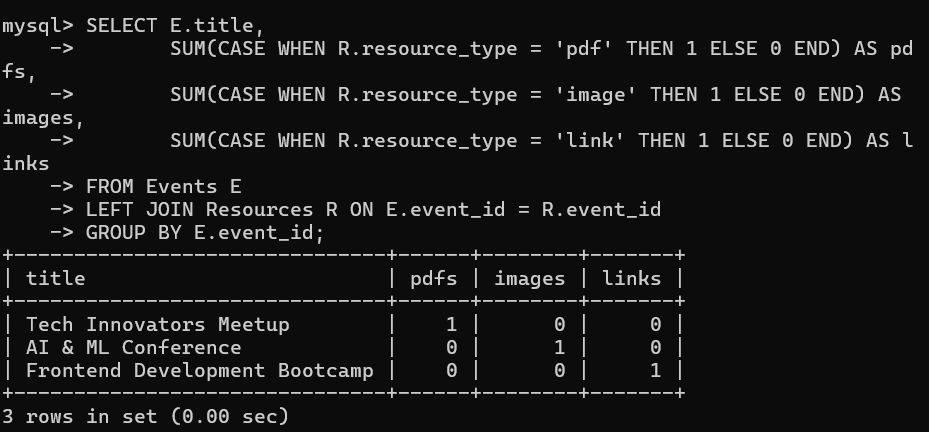 mysql> SELECT E.title,
    ->        SUM(CASE WHEN R.resource_type = 'pdf' THEN 1 ELSE 0 END) AS pd
fs,
    ->        SUM(CASE WHEN R.resource_type = 'image' THEN 1 ELSE 0 END) AS
images,
    ->        SUM(CASE WHEN R.resource_type = 'link' THEN 1 ELSE 0 END) AS l
inks
    -> FROM Events E
    -> LEFT JOIN Resources R ON E.event_id = R.event_id
    -> GROUP BY E.event_id;
+-------------------------------+------+--------+-------+
| title                         | pdfs | images | links |
+-------------------------------+------+--------+-------+
| Tech Innovators Meetup        |    1 |      0 |     0 |
| AI & ML Conference            |    0 |      1 |     0 |
| Frontend Development Bootcamp |    0 |      0 |     1 |
+-------------------------------+------+--------+-------+
3 rows in set (0.00 sec)